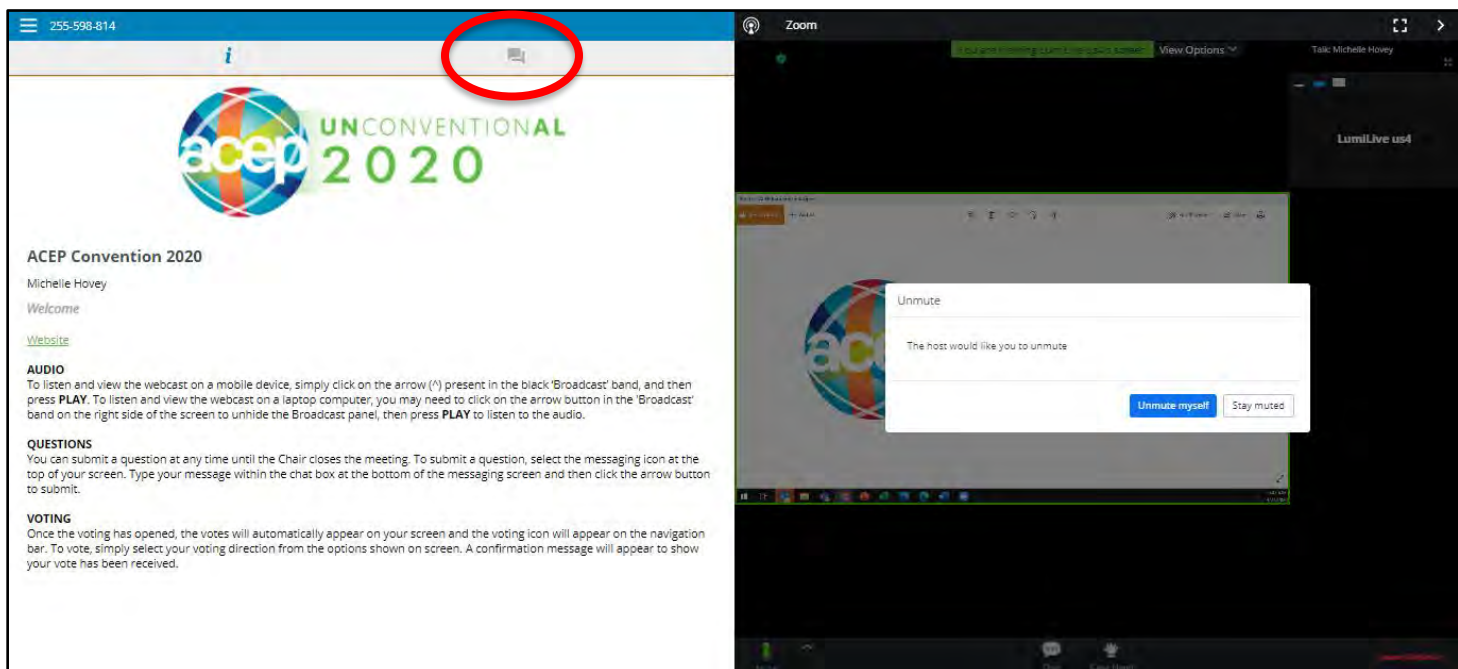 255-598-814
i
acep
UNCONVENTIONAL
2020
ACEP Convention 2020
Michelle Hovey
Welcome
Website
AUDIO
To listen and view the webcast on a mobile device, simply click on the arrow (^) present in the black 'Broadcast' band, and then
press PLAY. To listen and view the webcast on a laptop computer, you may need to click on the arrow button in the 'Broadcast'
band on the right side of the screen to unhide the Broadcast panel, then press PLAY to listen to the audio.
QUESTIONS
You can submit a question at any time until the Chair closes the meeting. To submit a question, select the messaging icon at the
top of your screen. Type your message within the chat box at the bottom of the messaging screen and then click the arrow button
to submit.
VOTING
Once the voting has opened, the votes will automatically appear on your screen and the voting icon will appear on the navigation
bar. To vote, simply select your voting direction from the options shown on screen. A confirmation message will appear to show
your vote has been received.
Zoom
View Options
Talk: Michelle Hovey
LumiLive us4
ac
Unmute
The host would like you to unmute
Unmute myself
Stay muted